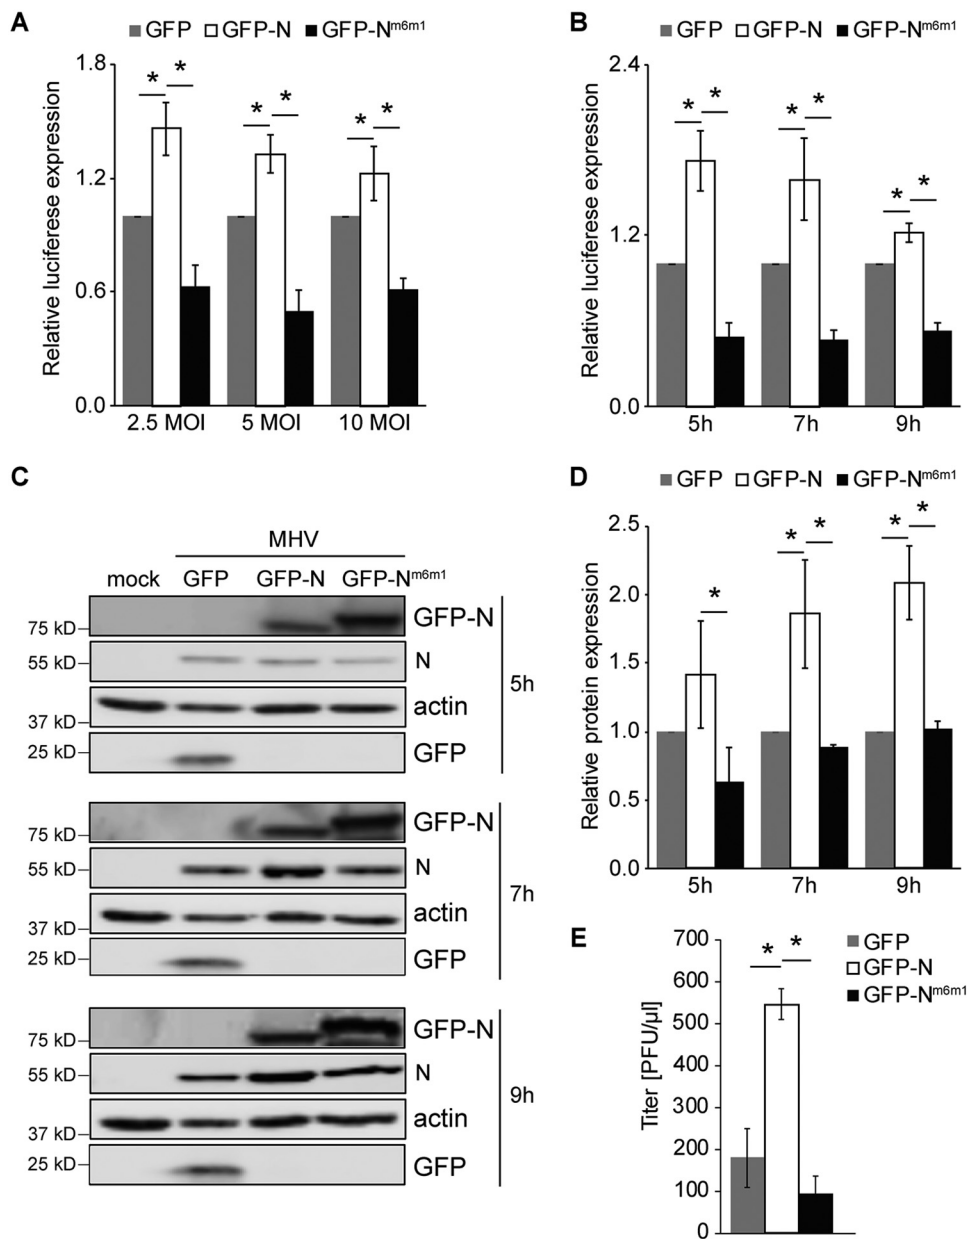 A
GFP GFP-N GFP-Nm6m1
Relative luciferese expression
1.8
1.2
0.6
0.0
* * * * * *
2.5 MOI 5 MOI 10 MOI
B
GFP GFP-N GFP-Nm6m1
Relative luciferese expression
2.4
1.2
0.0
* * * * * *
5h 7h 9h
C
MHV
mock GFP GFP-N GFP-Nm6m1
75 kD GFP-N
55 kD N
37 kD actin
25 kD GFP
5h
75 kD GFP-N
55 kD N
37 kD actin
25 kD GFP
7h
75 kD GFP-N
55 kD N
37 kD actin
25 kD GFP
9h
D
GFP GFP-N GFP-Nm6m1
Relative protein expression
2.5
2.0
1.5
1.0
0.5
0.0
* * * * *
5h 7h 9h
E
GFP
GFP-N
GFP-Nm6m1
Titer [PFU/µl]
700
600
500
400
300
200
100
0
* *